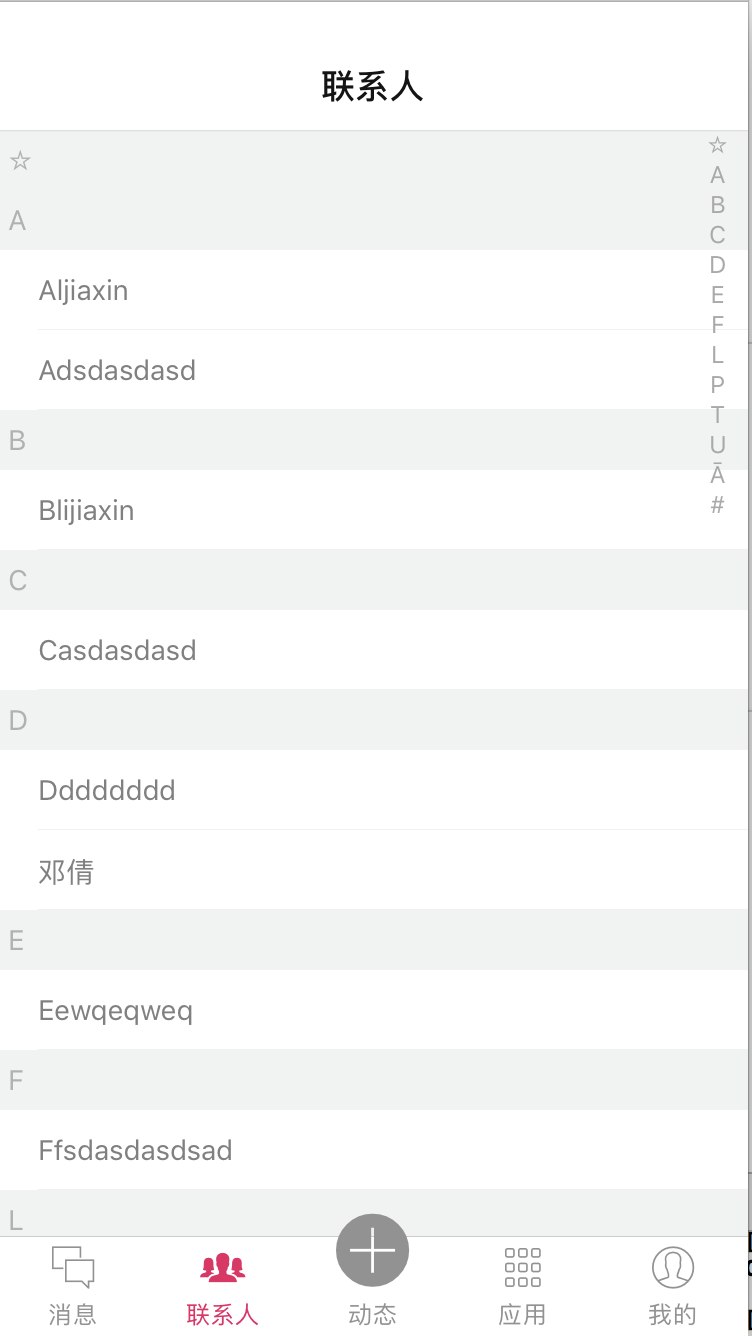 联系人
☆
A
Aljiaxin
Adsdasdasd
B
Blijiaxin
C
Casdasdasd
D
Dddddddd
邓倩
E
Eewqeqweq
F
Ffsdasdasdsad
L
☆
A
B
C
D
E
F
L
P
T
U
Ā
#
消息
联系人
动态
应用
我的